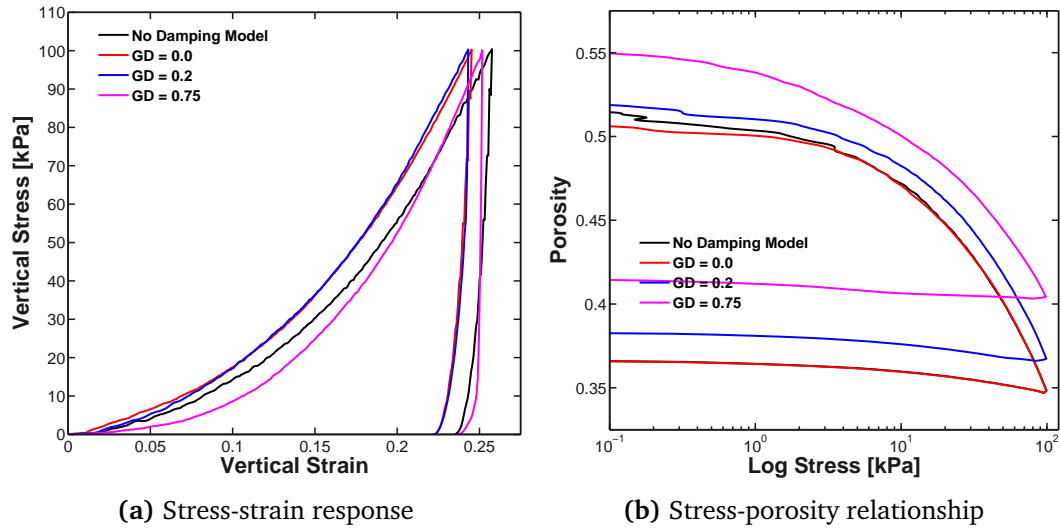 No Damping Model
GD = 0.0
GD = 0.2
GD = 0.75
Vertical Stress [kPa]
110
100
90
80
70
60
50
40
30
20
10
0
0 0.05 0.1 0.15 0.2 0.25
Vertical Strain
(a) Stress-strain response
Porosity
0.55
0.5
0.45
0.4
0.35
No Damping Model
GD = 0.0
GD = 0.2
GD = 0.75
10⁻¹ 10⁰ 10¹ 10²
Log Stress [kPa]
(b) Stress-porosity relationship